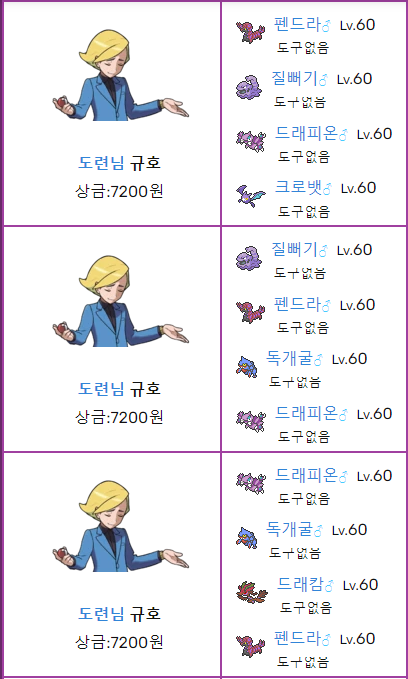 펜드라♂ Lv.60
도구없음
질뻐기♂ Lv.60
도구없음
드래피온♂ Lv.60
도구없음
크로뱃♂ Lv.60
도구없음
도련님 규호
상금:7200원
질뻐기♂ Lv.60
도구없음
펜드라♂ Lv.60
도구없음
독개굴♂ Lv.60
도구없음
드래피온♂ Lv.60
도구없음
도련님 규호
상금:7200원
드래피온♂ Lv.60
도구없음
독개굴♂ Lv.60
도구없음
드래캄♂ Lv.60
도구없음
펜드라♂ Lv.60
도구없음
도련님 규호
상금:7200원